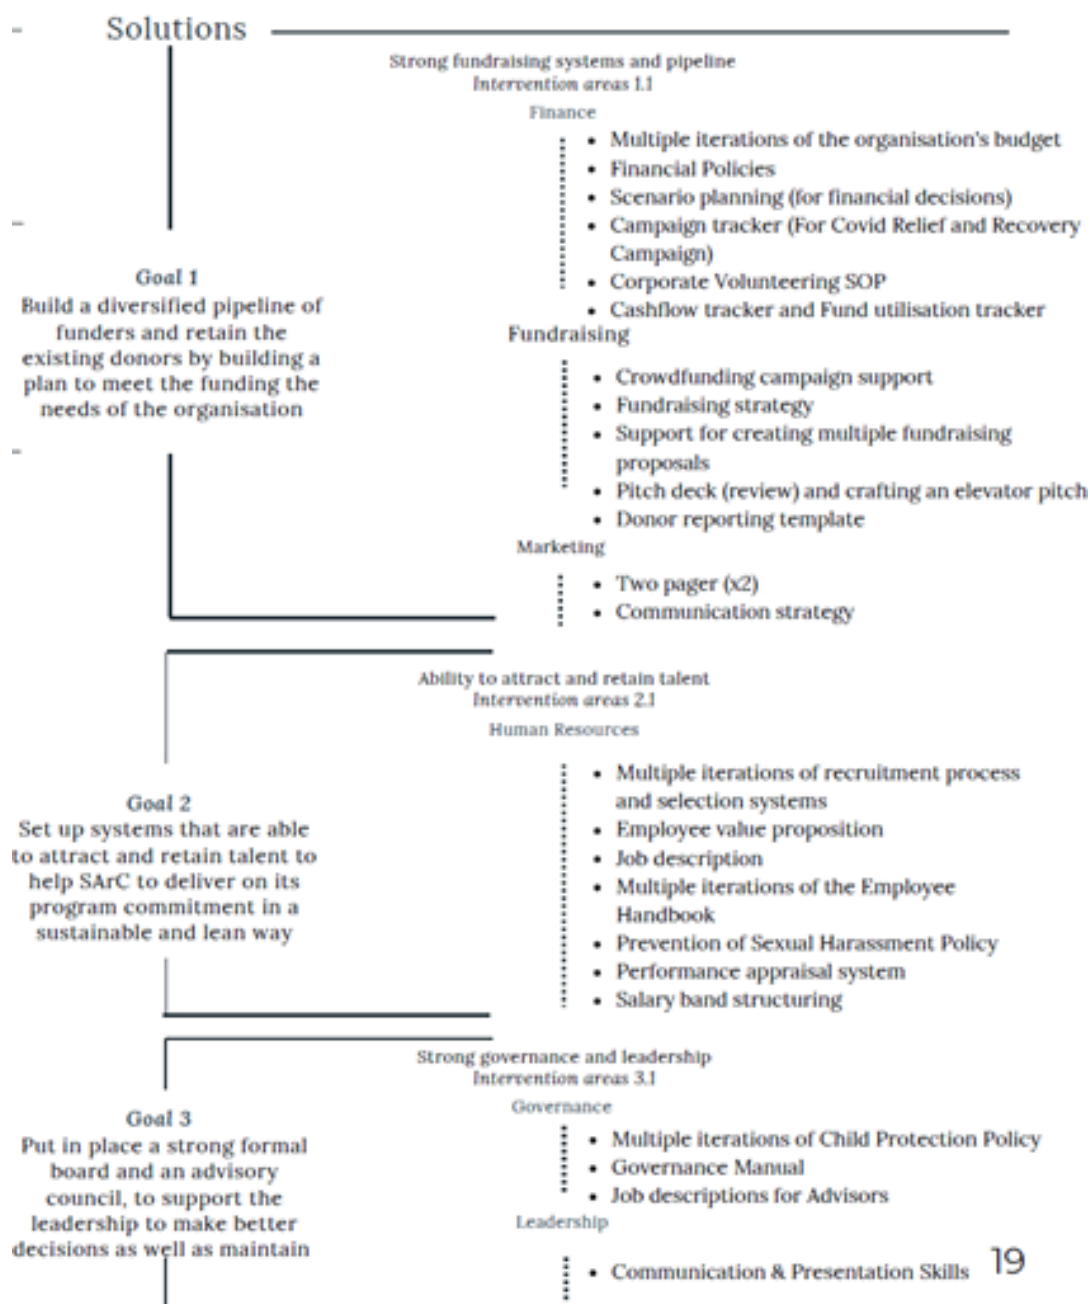 Solutions
Strong fundraising systems and pipeline
Intervention areas 1.1
Finance
• Multiple iterations of the organisation's budget
• Financial Policies
• Scenario planning (for financial decisions)
• Campaign tracker (For Covid Relief and Recovery
Campaign)
• Corporate Volunteering SOP
• Cashflow tracker and Fund utilisation tracker
Goal 1
Build a diversified pipeline of
funders and retain the
existing donors by building a
plan to meet the funding the
needs of the organisation
Fundraising
• Crowdfunding campaign support
• Fundraising strategy
• Support for creating multiple fundraising
proposals
• Pitch deck (review) and crafting an elevator pitch
• Donor reporting template
Marketing
• Two pager (x2)
• Communication strategy
Ability to attract and retain talent
Intervention areas 2.1
Human Resources
• Multiple iterations of recruitment process
and selection systems
• Employee value proposition
• Job description
• Multiple iterations of the Employee
Handbook
• Prevention of Sexual Harassment Policy
• Performance appraisal system
• Salary band structuring
Goal 2
Set up systems that are able
to attract and retain talent to
help SArC to deliver on its
program commitment in a
sustainable and lean way
Strong governance and leadership
Intervention areas 3.1
Governance
• Multiple iterations of Child Protection Policy
• Governance Manual
• Job descriptions for Advisors
Goal 3
Put in place a strong formal
board and an advisory
council, to support the
leadership to make better
decisions as well as maintain
Leadership
• Communication & Presentation Skills
19